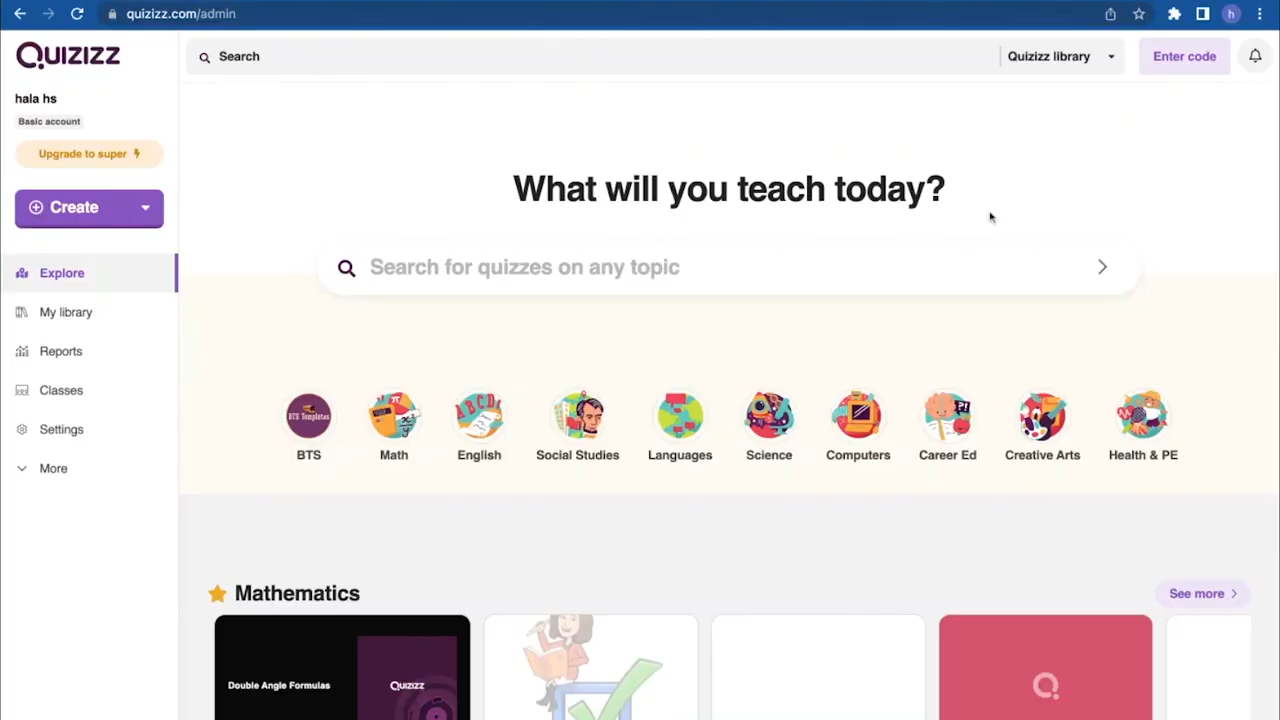 quizizz.com/admin
h
QUIZIZZ
Search
Quizizz library
Enter code
hala hs
Basic account
Upgrade to super
Create
What will you teach today?
Search for quizzes on any topic
Explore
My library
Reports
Classes
Settings
More
BTS Templates
BTS
Math
English
Social Studies
Languages
Science
Computers
Career Ed
Creative Arts
Health & PE
Mathematics
See more
Double Angle Formulas
QUIZIZZ